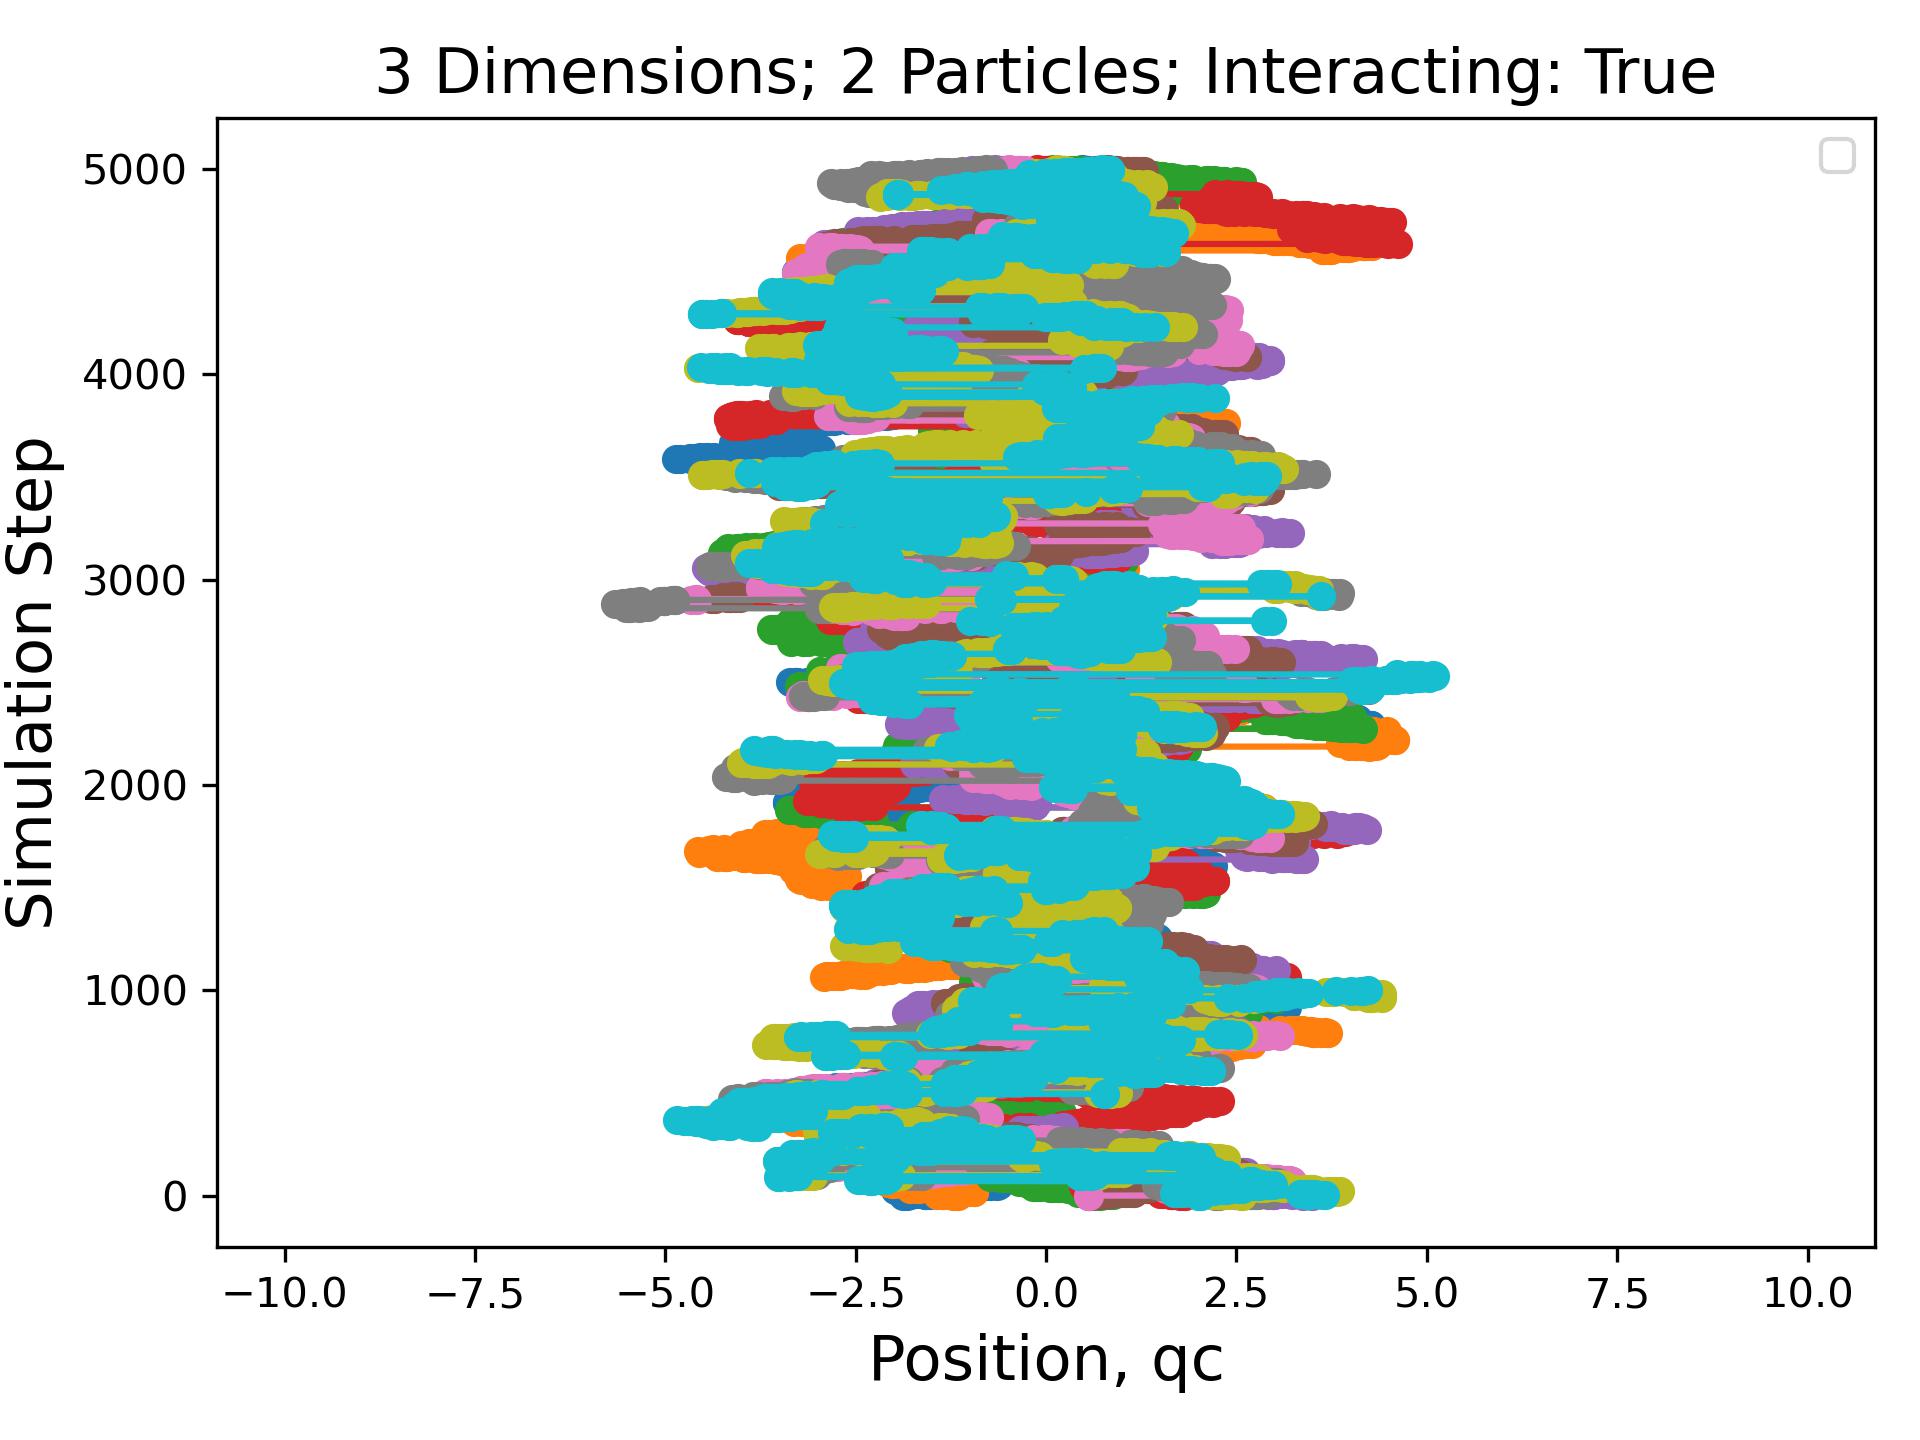 3 Dimensions; 2 Particles; Interacting: True
Simulation Step
5000
4000
3000
2000
1000
0
−10.0 −7.5 −5.0 −2.5 0.0 2.5 5.0 7.5 10.0
Position, qc